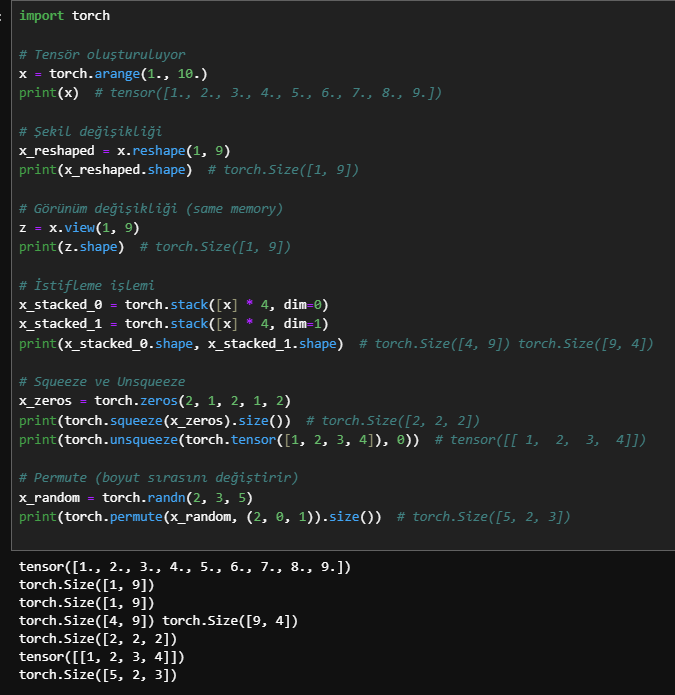 import torch
# Tensör oluşturuluyor
x = torch.arange(1., 10.)
print(x)  # tensor([1., 2., 3., 4., 5., 6., 7., 8., 9.])
# Şekil değişikliği
x_reshaped = x.reshape(1, 9)
print(x_reshaped.shape)  # torch.Size([1, 9])
# Görünüm değişikliği (same memory)
z = x.view(1, 9)
print(z.shape)  # torch.Size([1, 9])
# İstifleme işlemi
x_stacked_0 = torch.stack([x] * 4, dim=0)
x_stacked_1 = torch.stack([x] * 4, dim=1)
print(x_stacked_0.shape, x_stacked_1.shape)  # torch.Size([4, 9]) torch.Size([9, 4])
# Squeeze ve Unsqueeze
x_zeros = torch.zeros(2, 1, 2, 1, 2)
print(torch.squeeze(x_zeros).size())  # torch.Size([2, 2, 2])
print(torch.unsqueeze(torch.tensor([1, 2, 3, 4]), 0))  # tensor([[ 1,  2,  3,  4]])
# Permute (boyut sırasını değiştirir)
x_random = torch.randn(2, 3, 5)
print(torch.permute(x_random, (2, 0, 1)).size())  # torch.Size([5, 2, 3])
tensor([1., 2., 3., 4., 5., 6., 7., 8., 9.])
torch.Size([1, 9])
torch.Size([1, 9])
torch.Size([4, 9]) torch.Size([9, 4])
torch.Size([2, 2, 2])
tensor([[1, 2, 3, 4]])
torch.Size([5, 2, 3])